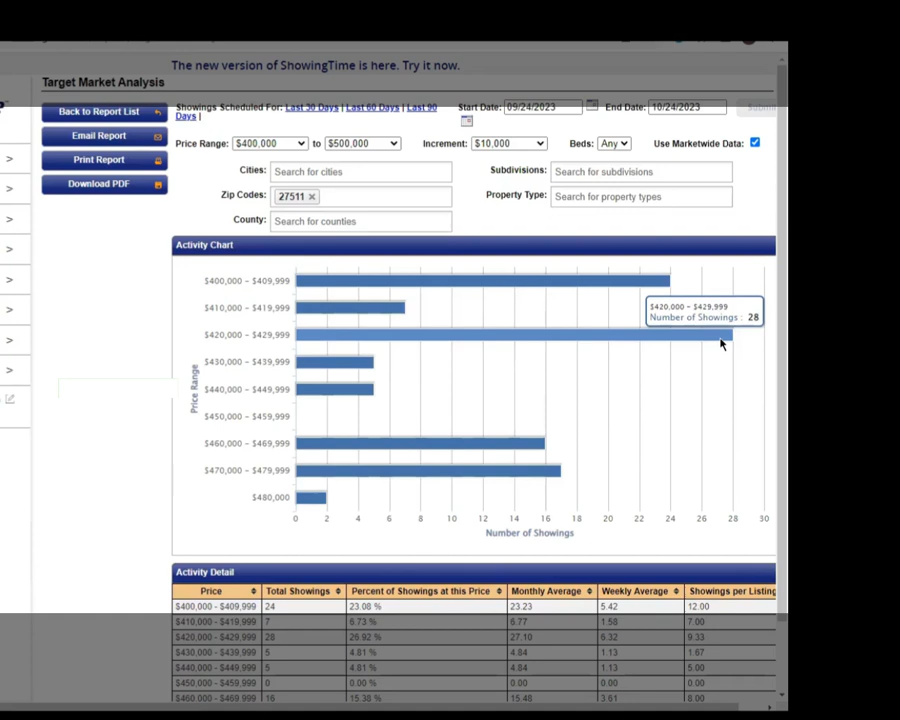 The new version of ShowingTime is here. Try it now.
Target Market Analysis
Back to Report List
Email Report
Print Report
Download PDF
Showings Scheduled For: Last 30 Days | Last 60 Days | Last 90
Days |
Start Date: 09/24/2023 End Date: 10/24/2023 Submit
Price Range: $400,000 to $500,000 Increment: $10,000 Beds: Any Use Marketwide Data:
Cities: Search for cities Subdivisions: Search for subdivisions
Zip Codes: 27511 × Property Type: Search for property types
County: Search for counties
Activity Chart
$400,000 - $409,999
$410,000 - $419,999
$420,000 - $429,999
$430,000 - $439,999
$440,000 - $449,999
$450,000 - $459,999
$460,000 - $469,999
$470,000 - $479,999
$480,000
Price Range
$420,000 - $429,999
Number of Showings : 28
0 2 4 6 8 10 12 14 16 18 20 22 24 26 28 30
Number of Showings
Activity Detail
Price Total Showings Percent of Showings at this Price Monthly Average Weekly Average Showings per Listing
$400,000 - $409,999 24 23.08 % 23.23 5.42 12.00
$410,000 - $419,999 7 6.73 % 6.77 1.58 7.00
$420,000 - $429,999 28 26.92 % 27.10 6.32 9.33
$430,000 - $439,999 5 4.81 % 4.84 1.13 1.67
$440,000 - $449,999 5 4.81 % 4.84 1.13 5.00
$450,000 - $459,999 0 0.00 % 0.00 0.00 0.00
$460,000 - $469,999 16 15.38 % 15.48 3.61 8.00